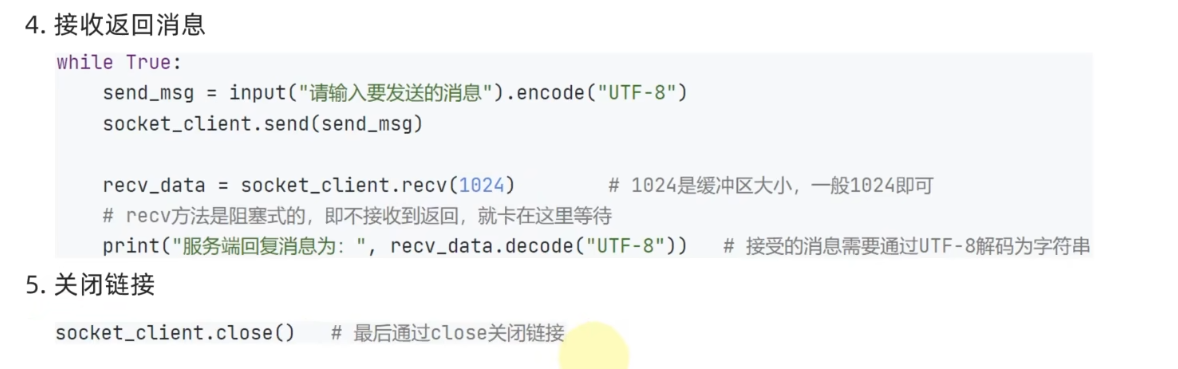 4. 接收返回消息
while True:
    send_msg = input("请输入要发送的消息").encode("UTF-8")
    socket_client.send(send_msg)
    recv_data = socket_client.recv(1024)        # 1024是缓冲区大小，一般1024即可
    # recv方法是阻塞式的，即不接收到返回，就卡在这里等待
    print("服务端回复消息为：", recv_data.decode("UTF-8"))   # 接受的消息需要通过UTF-8解码为字符串
5. 关闭链接
socket_client.close()   # 最后通过close关闭链接